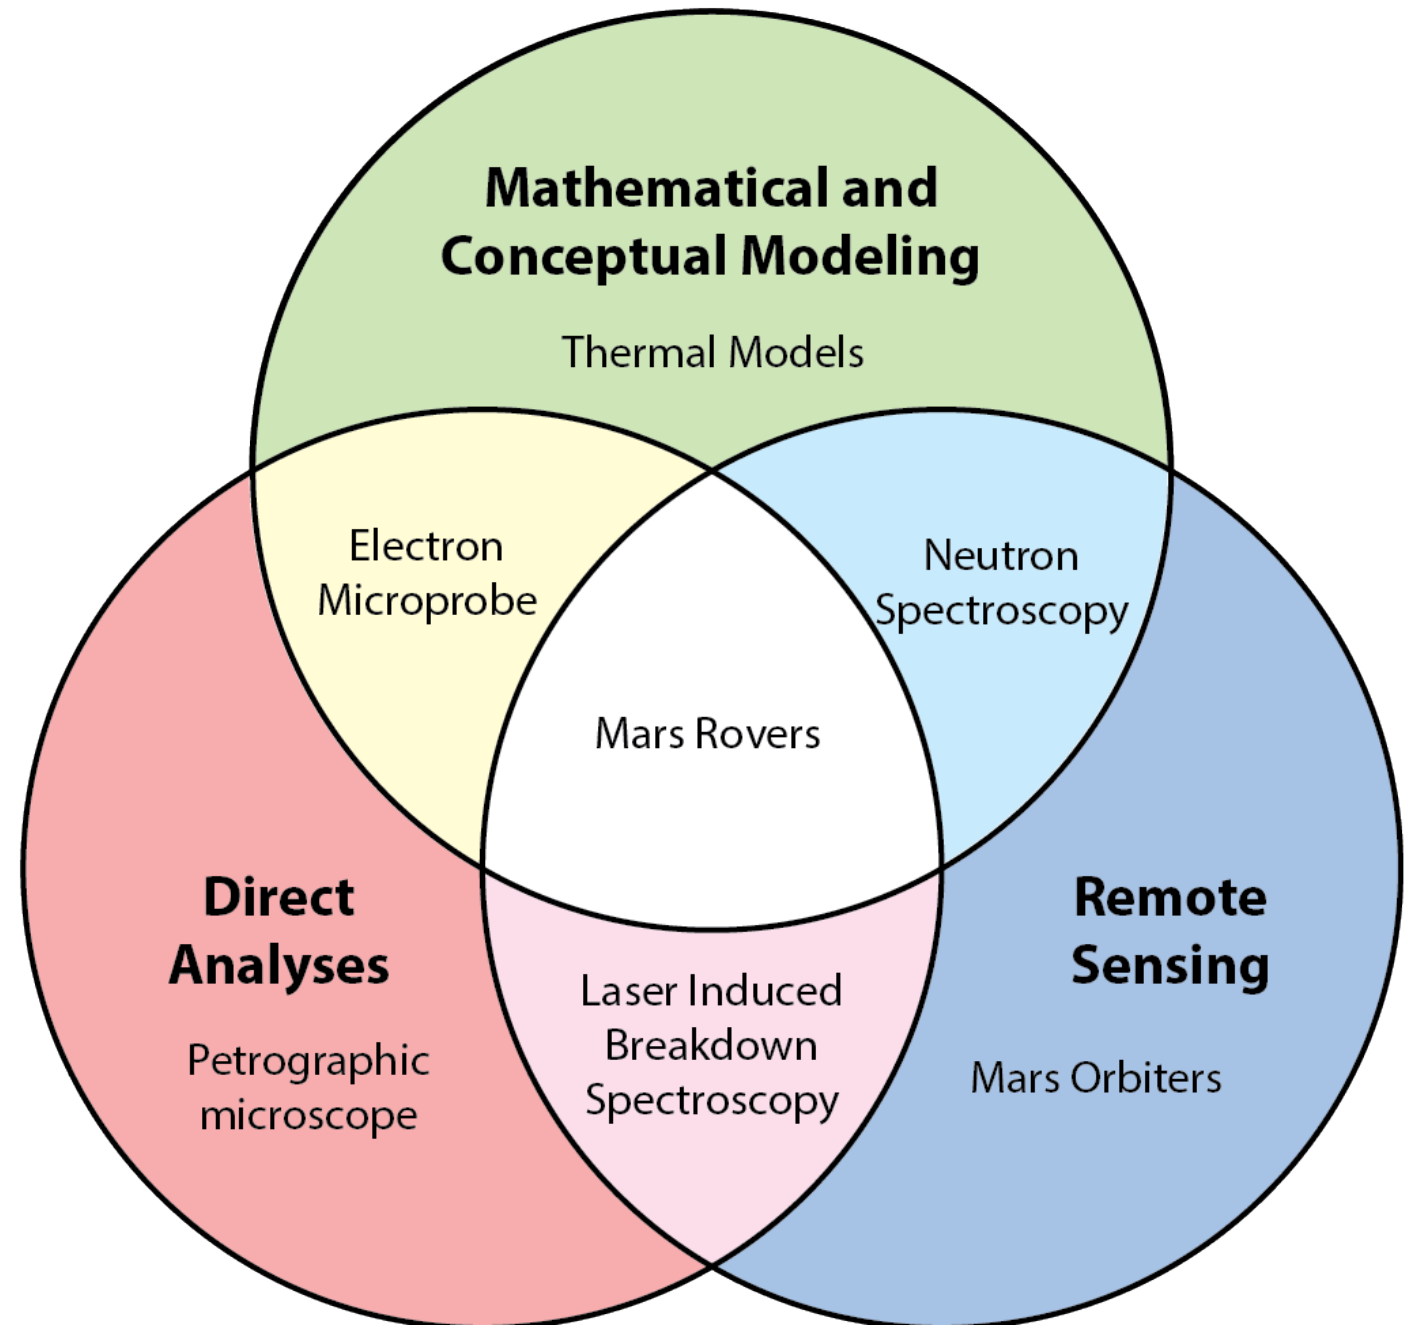 Mathematical and
Conceptual Modeling
Thermal Models
Electron
Microprobe
Neutron
Spectroscopy
Mars Rovers
Direct
Analyses
Petrographic
microscope
Laser Induced
Breakdown
Spectroscopy
Remote
Sensing
Mars Orbiters